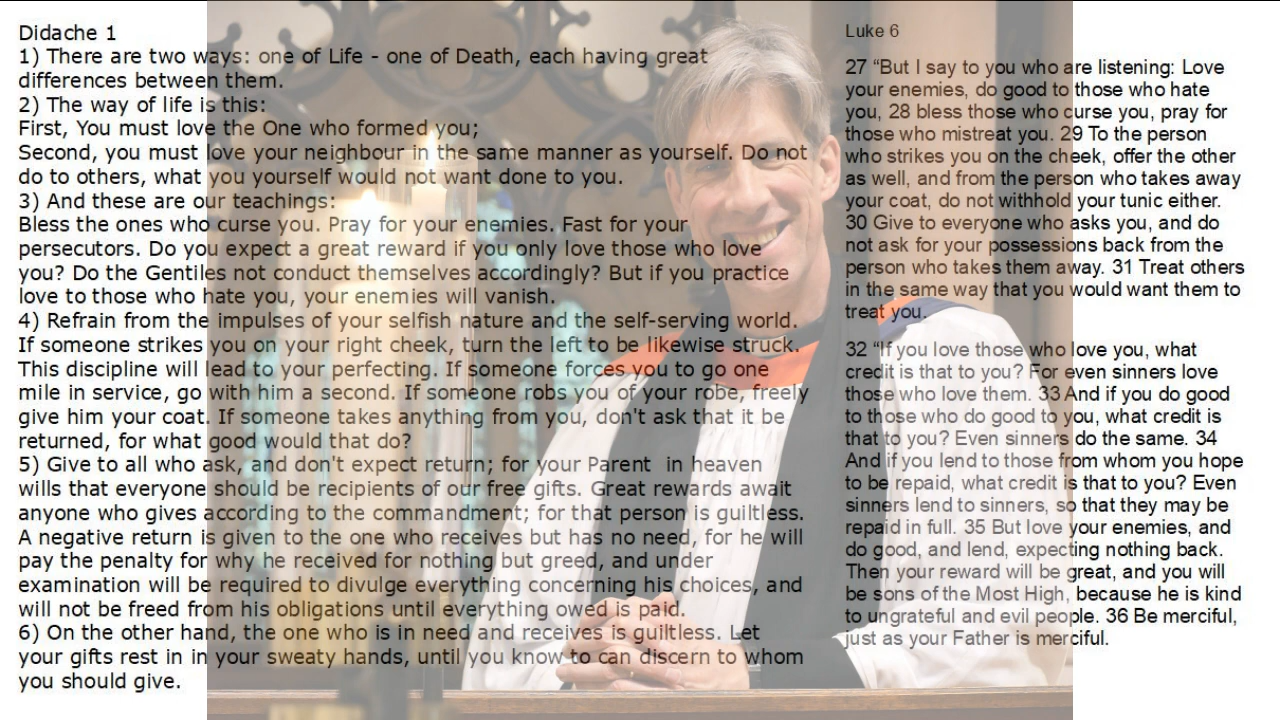 Didache 1
1) There are two ways: one of Life - one of Death, each having great
differences between them.
2) The way of life is this:
First, You must love the One who formed you;
Second, you must love your neighbour in the same manner as yourself. Do not
do to others, what you yourself would not want done to you.
3) And these are our teachings:
Bless the ones who curse you. Pray for your enemies. Fast for your
persecutors. Do you expect a great reward if you only love those who love
you? Do the Gentiles not conduct themselves accordingly? But if you practice
love to those who hate you, your enemies will vanish.
4) Refrain from the impulses of your selfish nature and the self-serving world.
If someone strikes you on your right cheek, turn the left to be likewise struck.
This discipline will lead to your perfecting. If someone forces you to go one
mile in service, go with him a second. If someone robs you of your robe, freely
give him your coat. If someone takes anything from you, don't ask that it be
returned, for what good would that do?
5) Give to all who ask, and don't expect return; for your Parent in heaven
wills that everyone should be recipients of our free gifts. Great rewards await
anyone who gives according to the commandment; for that person is guiltless.
A negative return is given to the one who receives but has no need, for he will
pay the penalty for why he received for nothing but greed, and under
examination will be required to divulge everything concerning his choices, and
will not be freed from his obligations until everything owed is paid.
6) On the other hand, the one who is in need and receives is guiltless. Let
your gifts rest in in your sweaty hands, until you know to can discern to whom
you should give.
Luke 6
27 “But I say to you who are listening: Love
your enemies, do good to those who hate
you, 28 bless those who curse you, pray for
those who mistreat you. 29 To the person
who strikes you on the cheek, offer the other
as well, and from the person who takes away
your coat, do not withhold your tunic either.
30 Give to everyone who asks you, and do
not ask for your possessions back from the
person who takes them away. 31 Treat others
in the same way that you would want them to
treat you.
32 “If you love those who love you, what
credit is that to you? For even sinners love
those who love them. 33 And if you do good
to those who do good to you, what credit is
that to you? Even sinners do the same. 34
And if you lend to those from whom you hope
to be repaid, what credit is that to you? Even
sinners lend to sinners, so that they may be
repaid in full. 35 But love your enemies, and
do good, and lend, expecting nothing back.
Then your reward will be great, and you will
be sons of the Most High, because he is kind
to ungrateful and evil people. 36 Be merciful,
just as your Father is merciful.